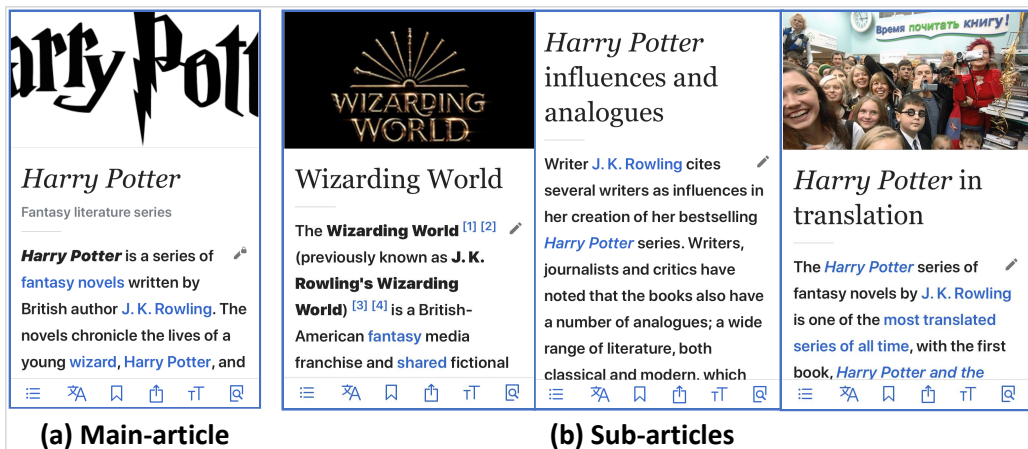 arry Pott
Harry Potter
Fantasy literature series
Harry Potter is a series of
fantasy novels written by
British author J. K. Rowling. The
novels chronicle the lives of a
young wizard, Harry Potter, and
(a) Main-article
WIZARDING
WORLD
Wizarding World
The Wizarding World [1] [2]
(previously known as J. K.
Rowling's Wizarding
World) [3] [4] is a British-
American fantasy media
franchise and shared fictional
Harry Potter
influences and
analogues
Writer J. K. Rowling cites
several writers as influences in
her creation of her bestselling
Harry Potter series. Writers,
journalists and critics have
noted that the books also have
a number of analogues; a wide
range of literature, both
classical and modern, which
Время почитать книгу!
Harry Potter in
translation
The Harry Potter series of
fantasy novels by J. K. Rowling
is one of the most translated
series of all time, with the first
book, Harry Potter and the
(b) Sub-articles